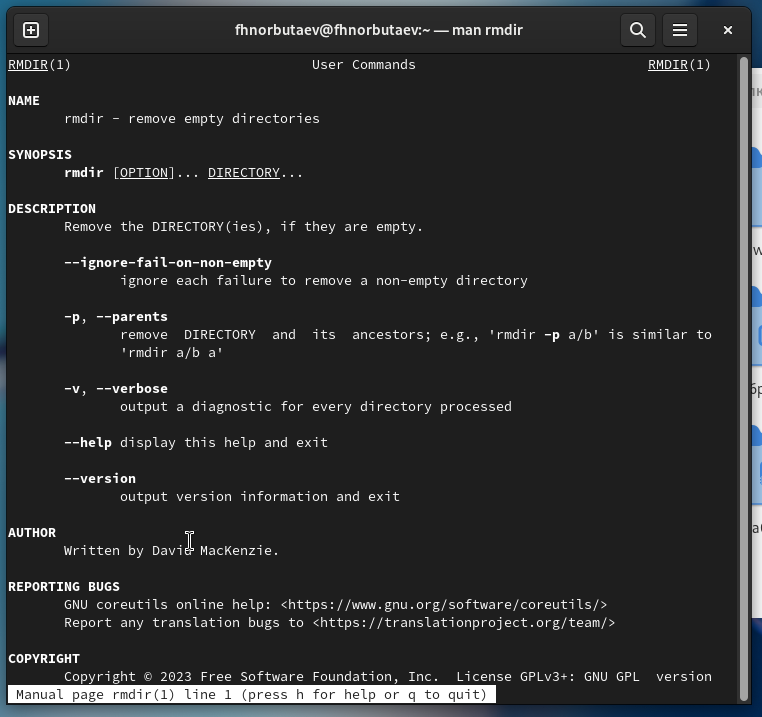 fhnorbutaev@fhnorbutaev:~ — man rmdir
RMDIR(1) User Commands RMDIR(1)
NAME
rmdir - remove empty directories
SYNOPSIS
rmdir [OPTION]... DIRECTORY...
DESCRIPTION
Remove the DIRECTORY(ies), if they are empty.
--ignore-fail-on-non-empty
ignore each failure to remove a non-empty directory
-p, --parents
remove DIRECTORY and its ancestors; e.g., 'rmdir -p a/b' is similar to
'rmdir a/b a'
-v, --verbose
output a diagnostic for every directory processed
--help display this help and exit
--version
output version information and exit
AUTHOR
Written by David MacKenzie.
REPORTING BUGS
GNU coreutils online help: <https://www.gnu.org/software/coreutils/>
Report any translation bugs to <https://translationproject.org/team/>
COPYRIGHT
Copyright © 2023 Free Software Foundation, Inc. License GPLv3+: GNU GPL version
Manual page rmdir(1) line 1 (press h for help or q to quit)